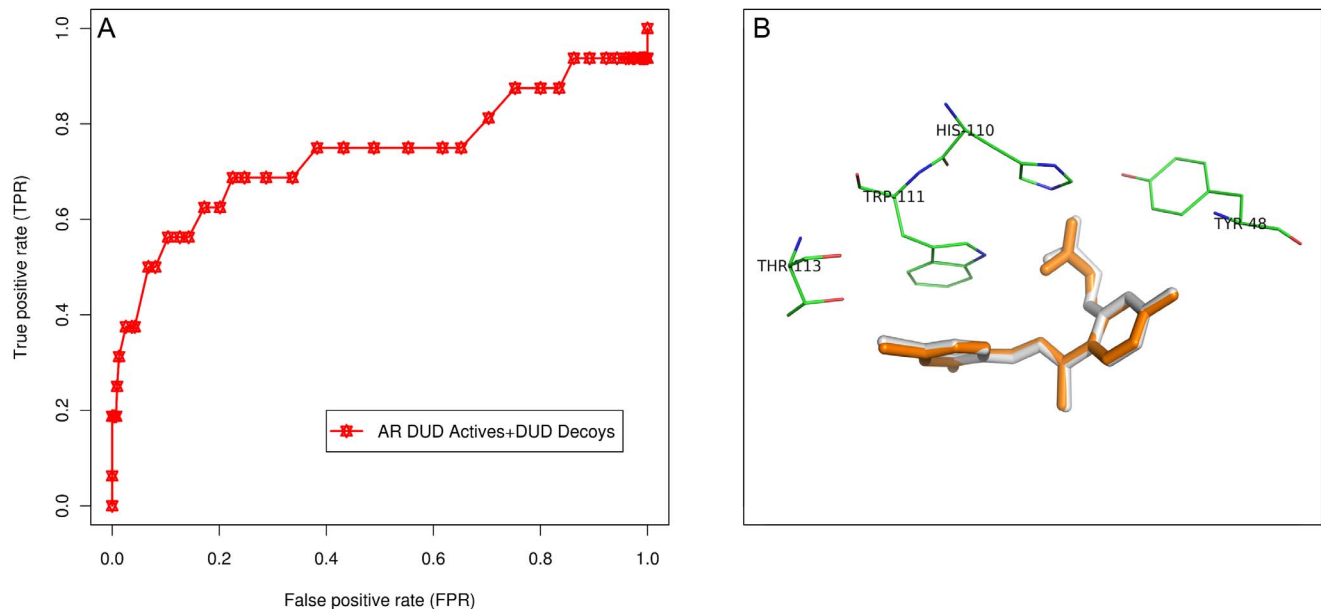 A
True positive rate (TPR)
1.0
0.8
0.6
0.4
0.2
0.0
AR DUD Actives+DUD Decoys
0.0 0.2 0.4 0.6 0.8 1.0
False positive rate (FPR)
B
HIS-110
TRP-111
TYR-48
THR-113